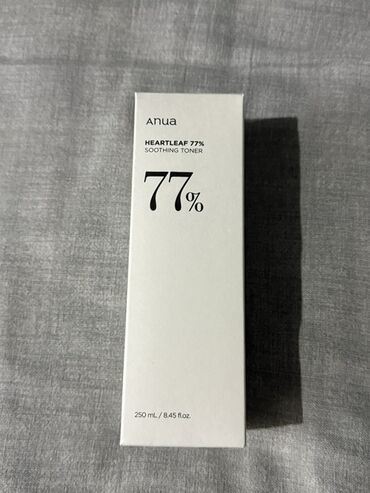 Anua
HEARTLEAF 77%
SOOTHING TONER
77%
250 mL / 8.45 fl.oz.